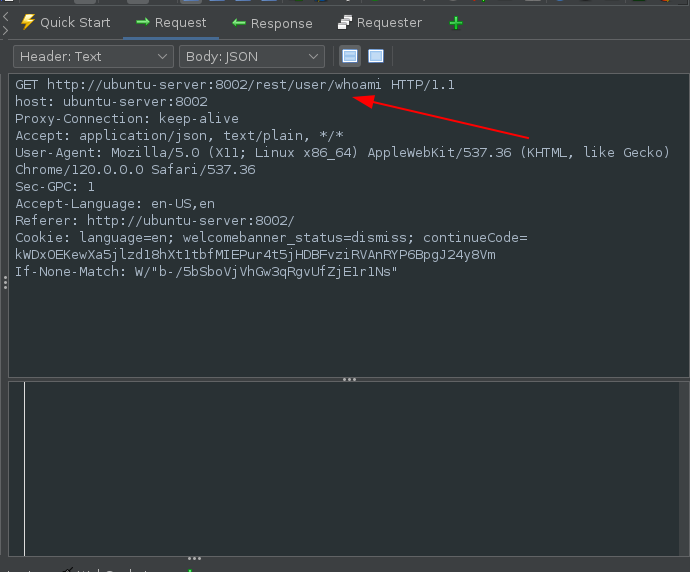 Quick Start Request Response Requester
Header: Text Body: JSON
GET http://ubuntu-server:8002/rest/user/whoami HTTP/1.1
host: ubuntu-server:8002
Proxy-Connection: keep-alive
Accept: application/json, text/plain, */*
User-Agent: Mozilla/5.0 (X11; Linux x86_64) AppleWebKit/537.36 (KHTML, like Gecko)
Chrome/120.0.0.0 Safari/537.36
Sec-GPC: 1
Accept-Language: en-US,en
Referer: http://ubuntu-server:8002/
Cookie: language=en; welcomebanner_status=dismiss; continueCode=
kWDxOEKewXa5jlzd18hXt1tbfMIEPur4t5jHDBFvziRVAnRYP6BpgJ24y8Vm
If-None-Match: W/"b-/5bSboVjVhGw3qRgvUfZjE1r1Ns"